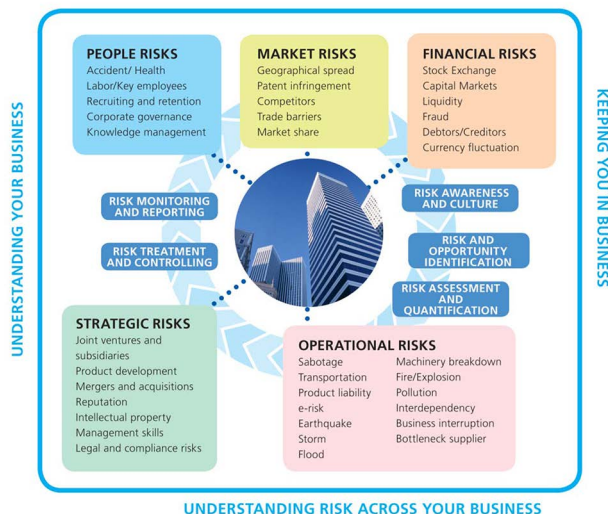 PEOPLE RISKS
Accident/ Health
Labor/Key employees
Recruiting and retention
Corporate governance
Knowledge management
MARKET RISKS
Geographical spread
Patent infringement
Competitors
Trade barriers
Market share
FINANCIAL RISKS
Stock Exchange
Capital Markets
Liquidity
Fraud
Debtors/Creditors
Currency fluctuation
UNDERSTANDING YOUR BUSINESS
KEEPING YOU IN BUSINESS
RISK MONITORING
AND REPORTING
RISK TREATMENT
AND CONTROLLING
RISK AWARENESS
AND CULTURE
RISK AND
OPPORTUNITY
IDENTIFICATION
RISK ASSESSMENT
AND
QUANTIFICATION
STRATEGIC RISKS
Joint ventures and
subsidiaries
Product development
Mergers and acquisitions
Reputation
Intellectual property
Management skills
Legal and compliance risks
OPERATIONAL RISKS
Sabotage
Transportation
Product liability
e-risk
Earthquake
Storm
Flood
Machinery breakdown
Fire/Explosion
Pollution
Interdependency
Business interruption
Bottleneck supplier
UNDERSTANDING RISK ACROSS YOUR BUSINESS